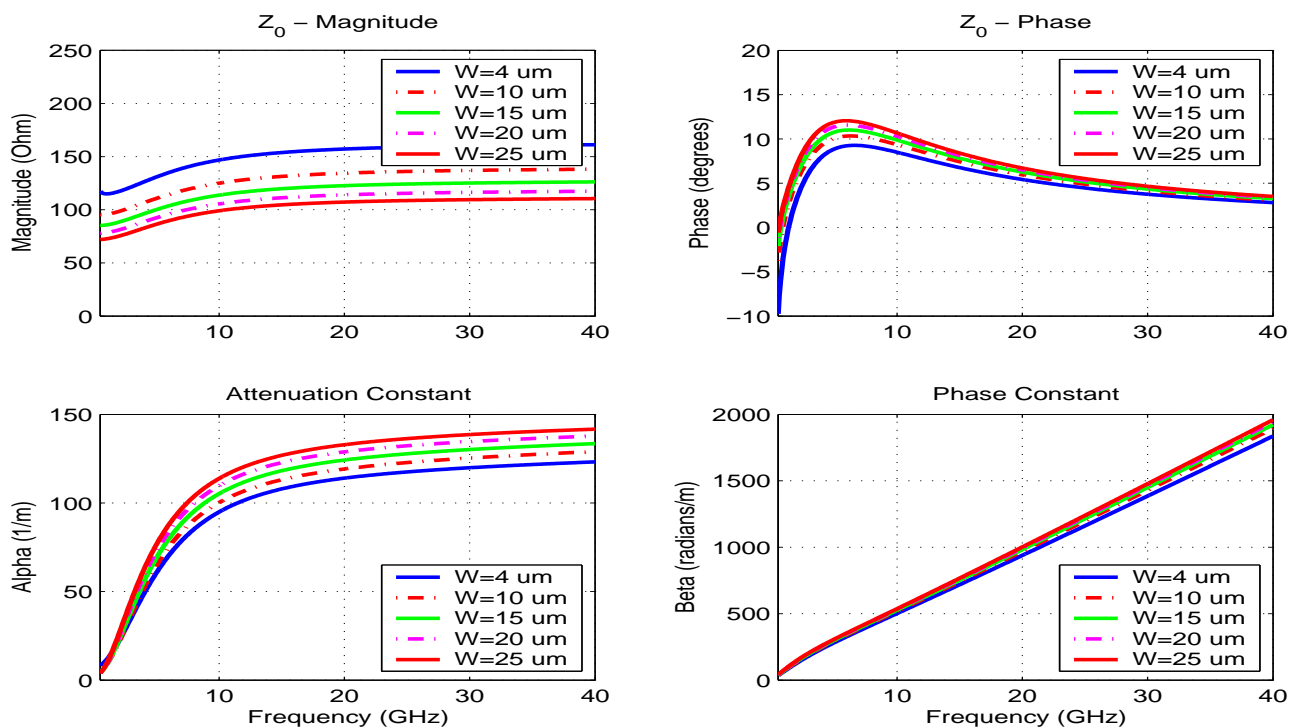 Z0 – Magnitude
250
200
150
100
50
0
10
20
30
40
Magnitude (Ohm)
W=4 um
W=10 um
W=15 um
W=20 um
W=25 um
Z0 – Phase
20
15
10
5
0
–5
–10
10
20
30
40
Phase (degrees)
W=4 um
W=10 um
W=15 um
W=20 um
W=25 um
Attenuation Constant
150
100
50
0
10
20
30
40
Alpha (1/m)
Frequency (GHz)
W=4 um
W=10 um
W=15 um
W=20 um
W=25 um
Phase Constant
2000
1500
1000
500
0
10
20
30
40
Beta (radians/m)
Frequency (GHz)
W=4 um
W=10 um
W=15 um
W=20 um
W=25 um